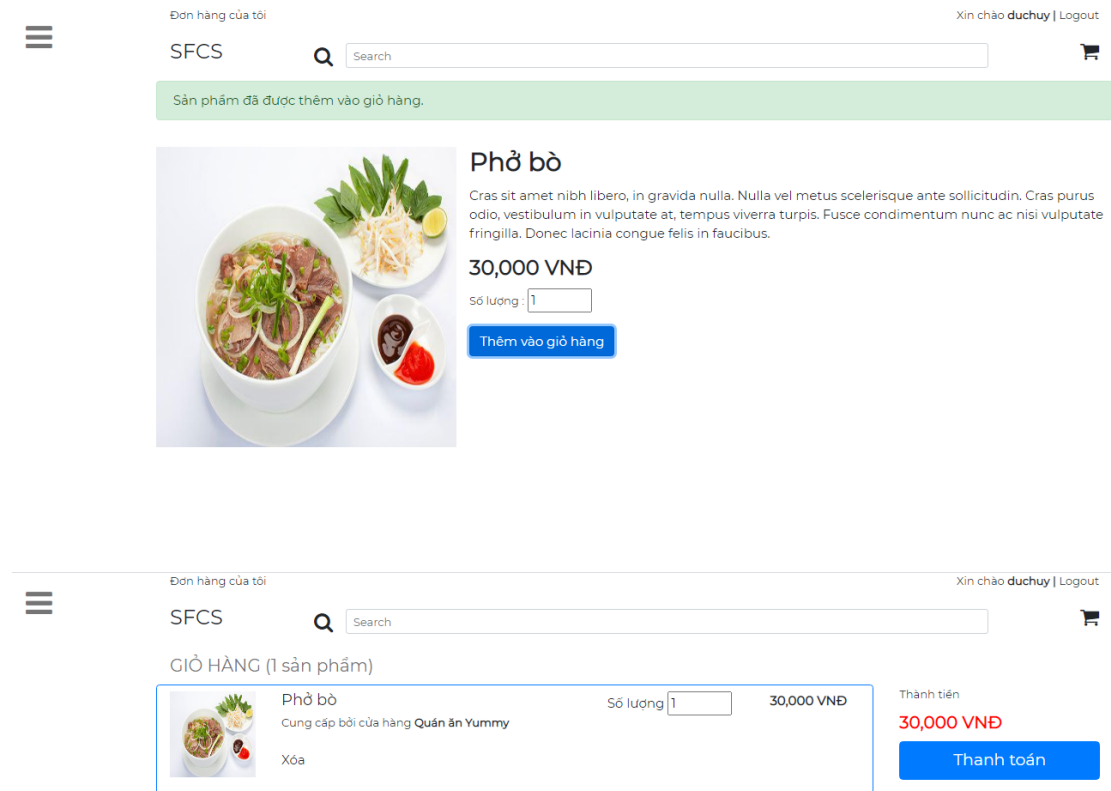 Đơn hàng của tôi
Xin chào duchuy | Logout
SFCS
Search
Sản phẩm đã được thêm vào giỏ hàng.
Phở bò
Cras sit amet nibh libero, in gravida nulla. Nulla vel metus scelerisque ante sollicitudin. Cras purus
odio, vestibulum in vulputate at, tempus viverra turpis. Fusce condimentum nunc ac nisi vulputate
fringilla. Donec lacinia congue felis in faucibus.
30,000 VNĐ
Số lượng : 1
Thêm vào giỏ hàng
Đơn hàng của tôi
Xin chào duchuy | Logout
SFCS
Search
GIỎ HÀNG (1 sản phẩm)
Phở bò
Số lượng 1
30,000 VNĐ
Cung cấp bởi cửa hàng Quán ăn Yummy
Xóa
Thành tiền
30,000 VNĐ
Thanh toán